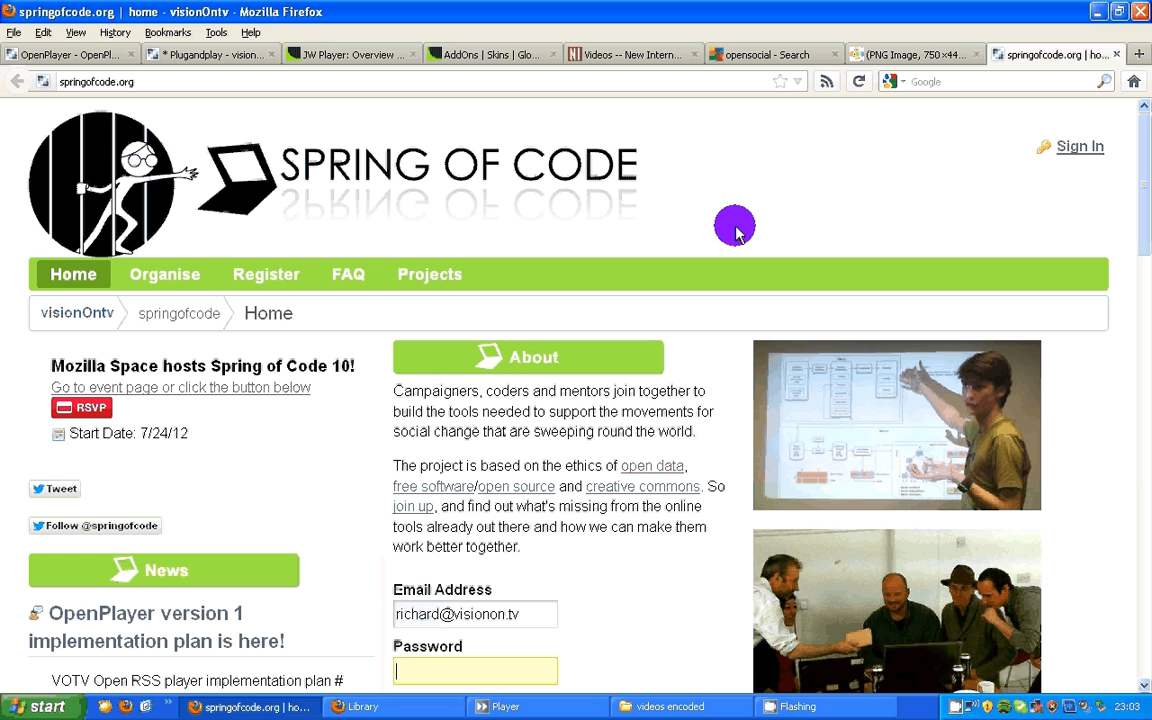 springofcode.org | home - visionOntv - Mozilla Firefox
File Edit View History Bookmarks Tools Help
OpenPlayer - OpenPl... * Plugandplay - vision... JW Player: Overview ... AddOns | Skins | Glo... Videos -- New Intern... opensocial - Search (PNG Image, 750×44... springofcode.org | ho...
springofcode.org
Google
SPRING OF CODE
Sign In
Home Organise Register FAQ Projects
visionOntv springofcode Home
Mozilla Space hosts Spring of Code 10!
Go to event page or click the button below
RSVP
Start Date: 7/24/12
Tweet
Follow @springofcode
News
OpenPlayer version 1
implementation plan is here!
VOTV Open RSS player implementation plan #
About
Campaigners, coders and mentors join together to
build the tools needed to support the movements for
social change that are sweeping round the world.
The project is based on the ethics of open data,
free software/open source and creative commons. So
join up, and find out what's missing from the online
tools already out there and how we can make them
work better together.
Email Address
richard@visionon.tv
Password
start springofcode.org | ho... Library Player videos encoded Flashing 23:03